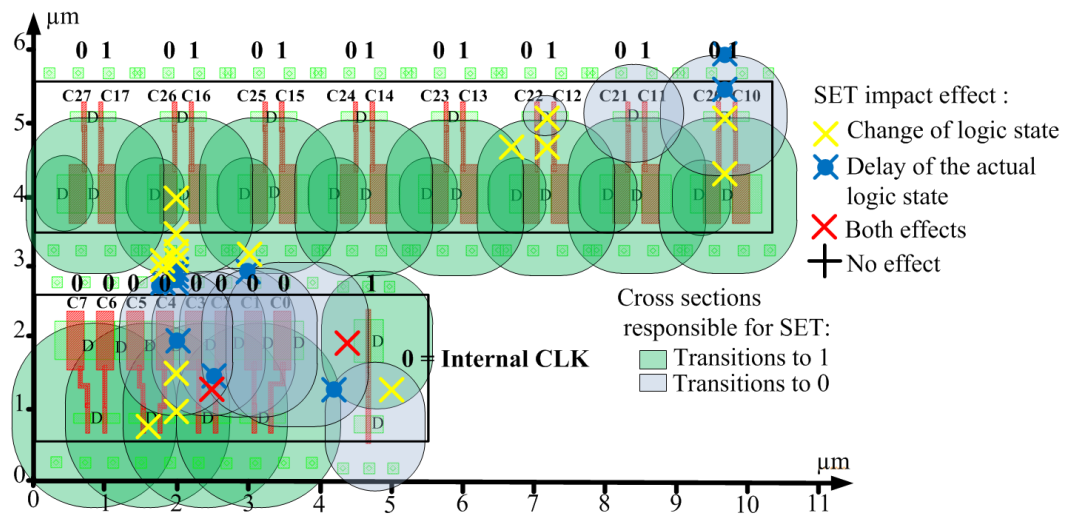 µm
6
0 1 0 1 0 1 0 1 0 1 0 1 0 1 0 1
C27 C17 C26 C16 C25 C15 C24 C14 C23 C13 C22 C12 C21 C11 C20 C10
5
D D D D D D D D
4
D D D D D D D D D D D D D D D D
3
0 0 0 0 0 0 0 0 1
C7 C6 C5 C4 C3 C2 C1 C0
2
D D D D D
0 = Internal CLK
1
D D D D D
0
0 1 2 3 4 5 6 7 8 9 10 11
µm
SET impact effect :
Change of logic state
Delay of the actual
logic state
Both effects
No effect
Cross sections
responsible for SET:
Transitions to 1
Transitions to 0